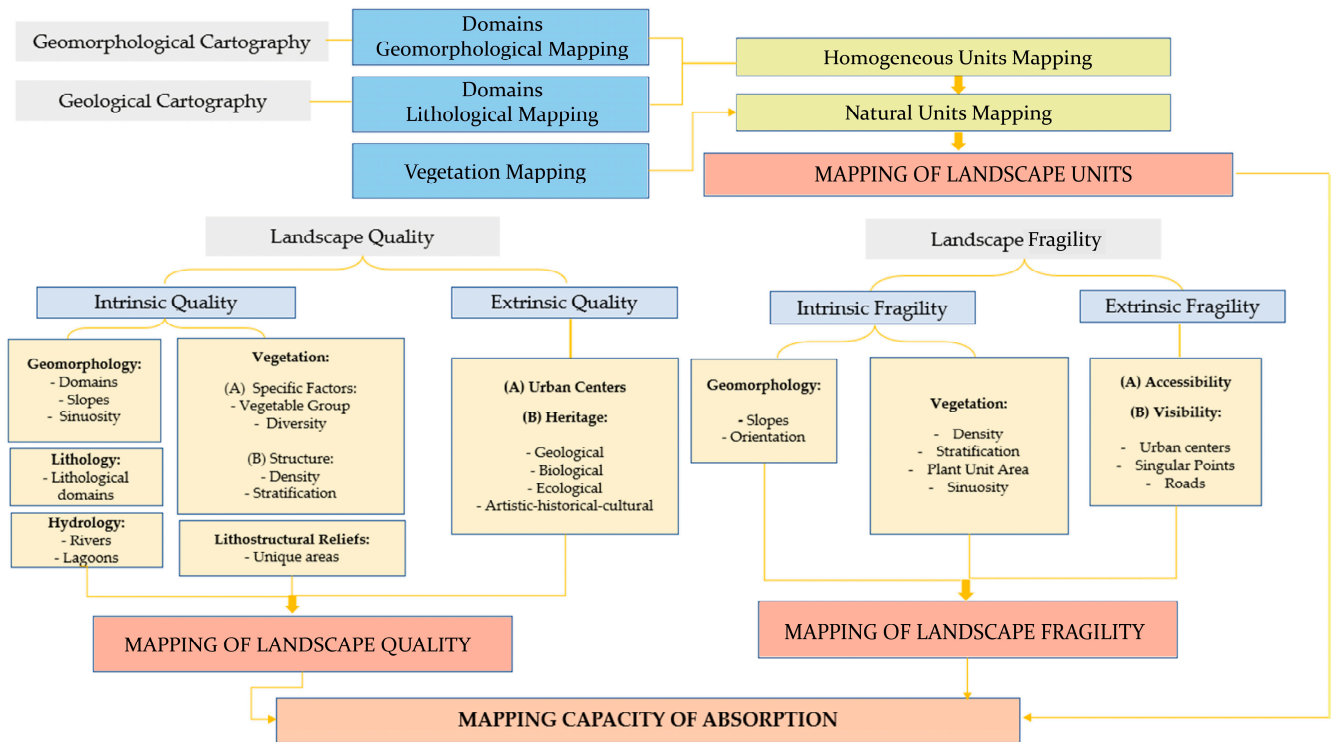 Geomorphological Cartography
Domains
Geomorphological Mapping
Homogeneous Units Mapping
Geological Cartography
Domains
Lithological Mapping
Natural Units Mapping
Vegetation Mapping
MAPPING OF LANDSCAPE UNITS
Landscape Quality
Intrinsic Quality
Extrinsic Quality
Geomorphology:
- Domains
- Slopes
- Sinuosity
Lithology:
- Lithological
domains
Hydrology:
- Rivers
- Lagoons
Vegetation:
(A) Specific Factors:
- Vegetable Group
- Diversity
(B) Structure:
- Density
- Stratification
Lithostructural Reliefs:
- Unique areas
(A) Urban Centers
(B) Heritage:
- Geological
- Biological
- Ecological
- Artistic-historical-cultural
MAPPING OF LANDSCAPE QUALITY
Landscape Fragility
Intrinsic Fragility
Extrinsic Fragility
Geomorphology:
- Slopes
- Orientation
Vegetation:
- Density
- Stratification
- Plant Unit Area
- Sinuosity
(A) Accessibility
(B) Visibility:
- Urban centers
- Singular Points
- Roads
MAPPING OF LANDSCAPE FRAGILITY
MAPPING CAPACITY OF ABSORPTION